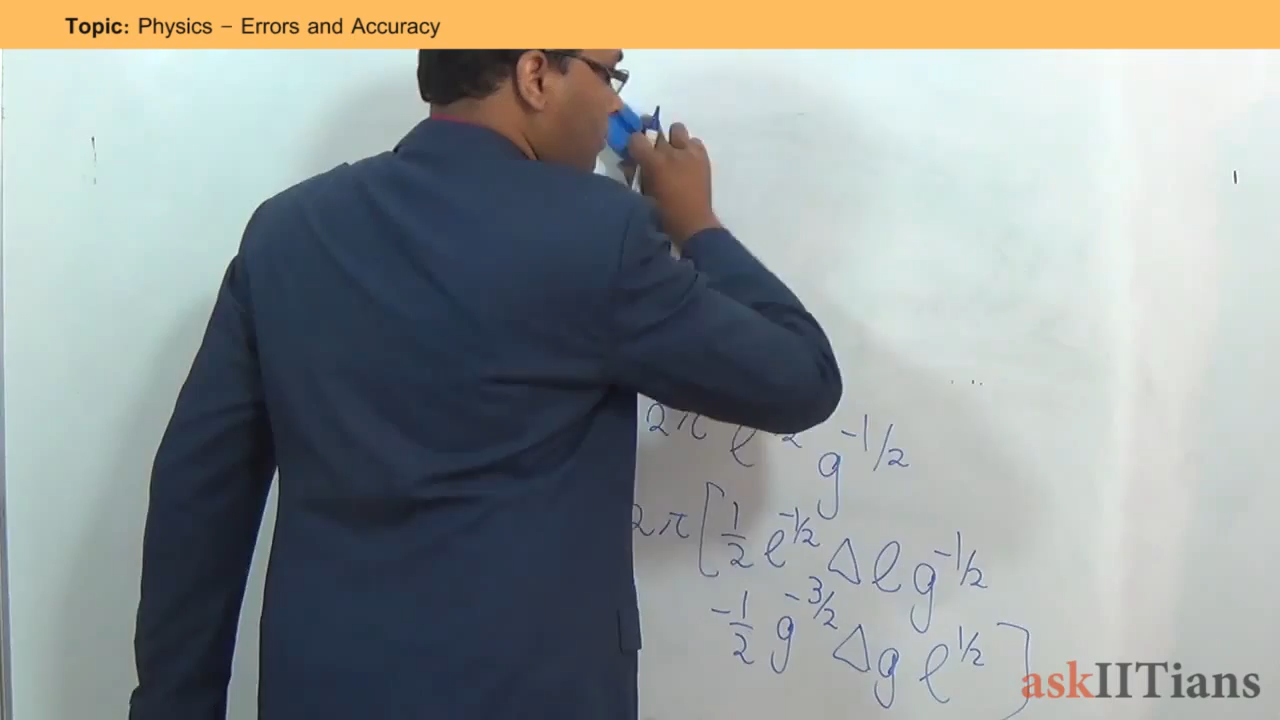 Topic: Physics – Errors and Accuracy
2π ℓ 2 g^-1/2
2π [ 1/2 ℓ^-1/2 Δℓ g^-1/2
-1/2 g^-3/2 Δg ℓ^1/2 ]
askIITians